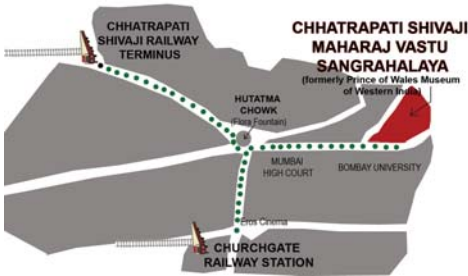 CHHATRAPATI
SHIVAJI RAILWAY
TERMINUS
CHHATRAPATI SHIVAJI
MAHARAJ VASTU
SANGRAHALAYA
(formerly Prince of Wales Museum
of Western India)
HUTATMA
CHOWK
(Flora Fountain)
MUMBAI
HIGH COURT
BOMBAY UNIVERSITY
Eros Cinema
CHURCHGATE
RAILWAY STATION